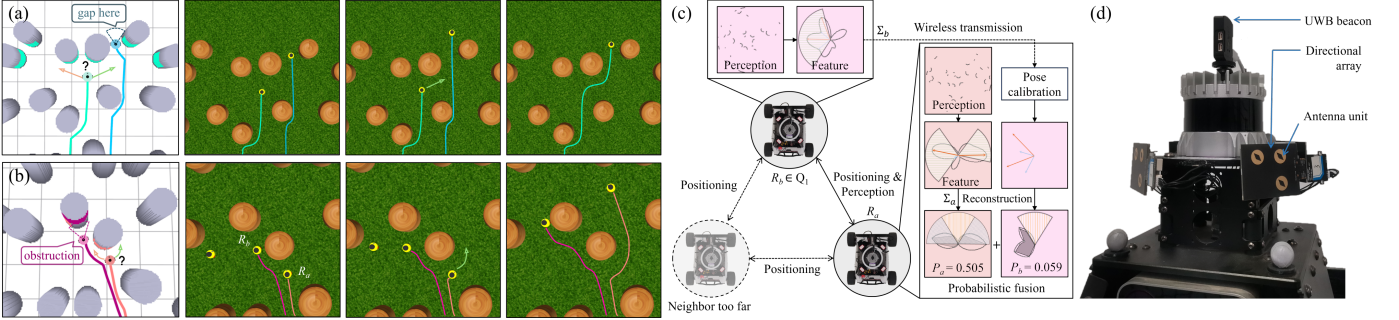 (a)
gap here
?
(b)
obstruction
?
R_b
R_a
(c)
Perception
Feature
Σ_b
Wireless transmission
R_b ∈ Q_1
Positioning
Positioning &
Perception
R_a
Positioning
Neighbor too far
Perception
Pose
calibration
Feature
Σ_a
Reconstruction
+
P_a = 0.505
P_b = 0.059
Probabilistic fusion
(d)
UWB beacon
Directional
array
Antenna unit